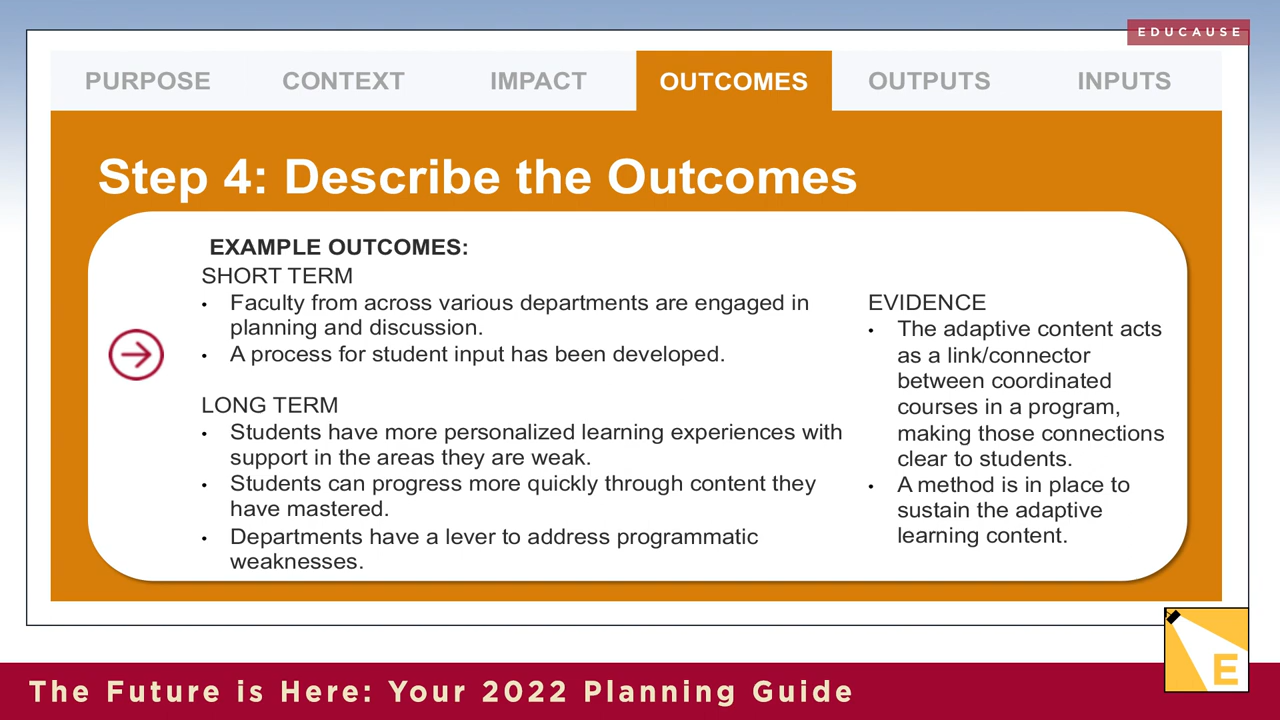 EDUCAUSE
PURPOSE
CONTEXT
IMPACT
OUTCOMES
OUTPUTS
INPUTS
Step 4: Describe the Outcomes
EXAMPLE OUTCOMES:
SHORT TERM
• Faculty from across various departments are engaged in
planning and discussion.
• A process for student input has been developed.
LONG TERM
• Students have more personalized learning experiences with
support in the areas they are weak.
• Students can progress more quickly through content they
have mastered.
• Departments have a lever to address programmatic
weaknesses.
EVIDENCE
• The adaptive content acts
as a link/connector
between coordinated
courses in a program,
making those connections
clear to students.
• A method is in place to
sustain the adaptive
learning content.
E
The Future is Here: Your 2022 Planning Guide